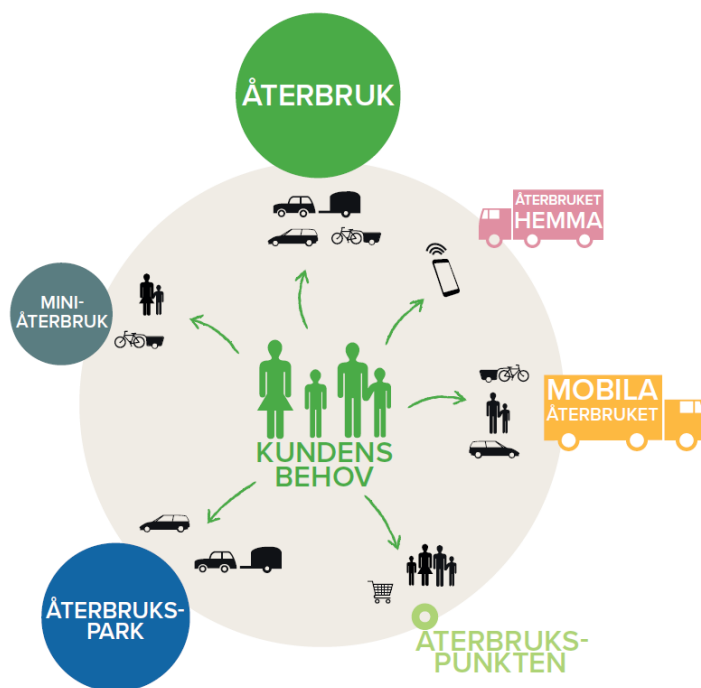 ÅTERBRUK
ÅTERBRUKET
HEMMA
MINI-
ÅTERBRUK
MOBILA
ÅTERBRUKET
KUNDENS
BEHOV
ÅTERBRUKS-
PARK
ÅTERBRUKS-
PUNKTEN